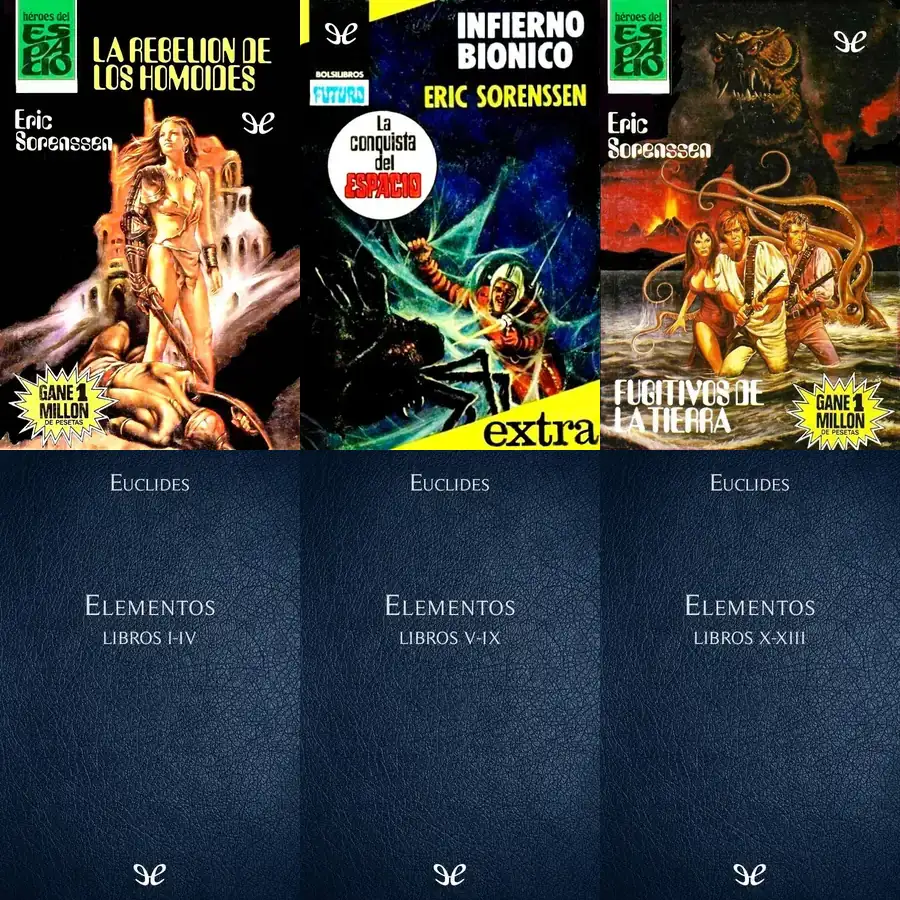 héroes del
ESPACIO
LA REBELION DE
LOS HOMOIDES
Eric
Sorenssen
GANE 1
MILLON
DE PESETAS
INFIERNO
BIONICO
BOLSILIBROS
FUTURO
ERIC SORENSSEN
La
conquista
del
ESPACIO
extra
héroes del
ESPACIO
Eric
Sorenssen
FUGITIVOS DE
LA TIERRA
GANE 1
MILLON
DE PESETAS
EUCLIDES
ELEMENTOS
LIBROS I-IV
EUCLIDES
ELEMENTOS
LIBROS V-IX
EUCLIDES
ELEMENTOS
LIBROS X-XIII